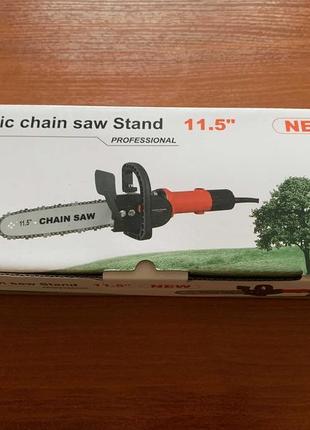 ic chain saw Stand 11.5" NE
PROFESSIONAL
11.5" CHAIN SAW
saw Stand 11.5" NEW